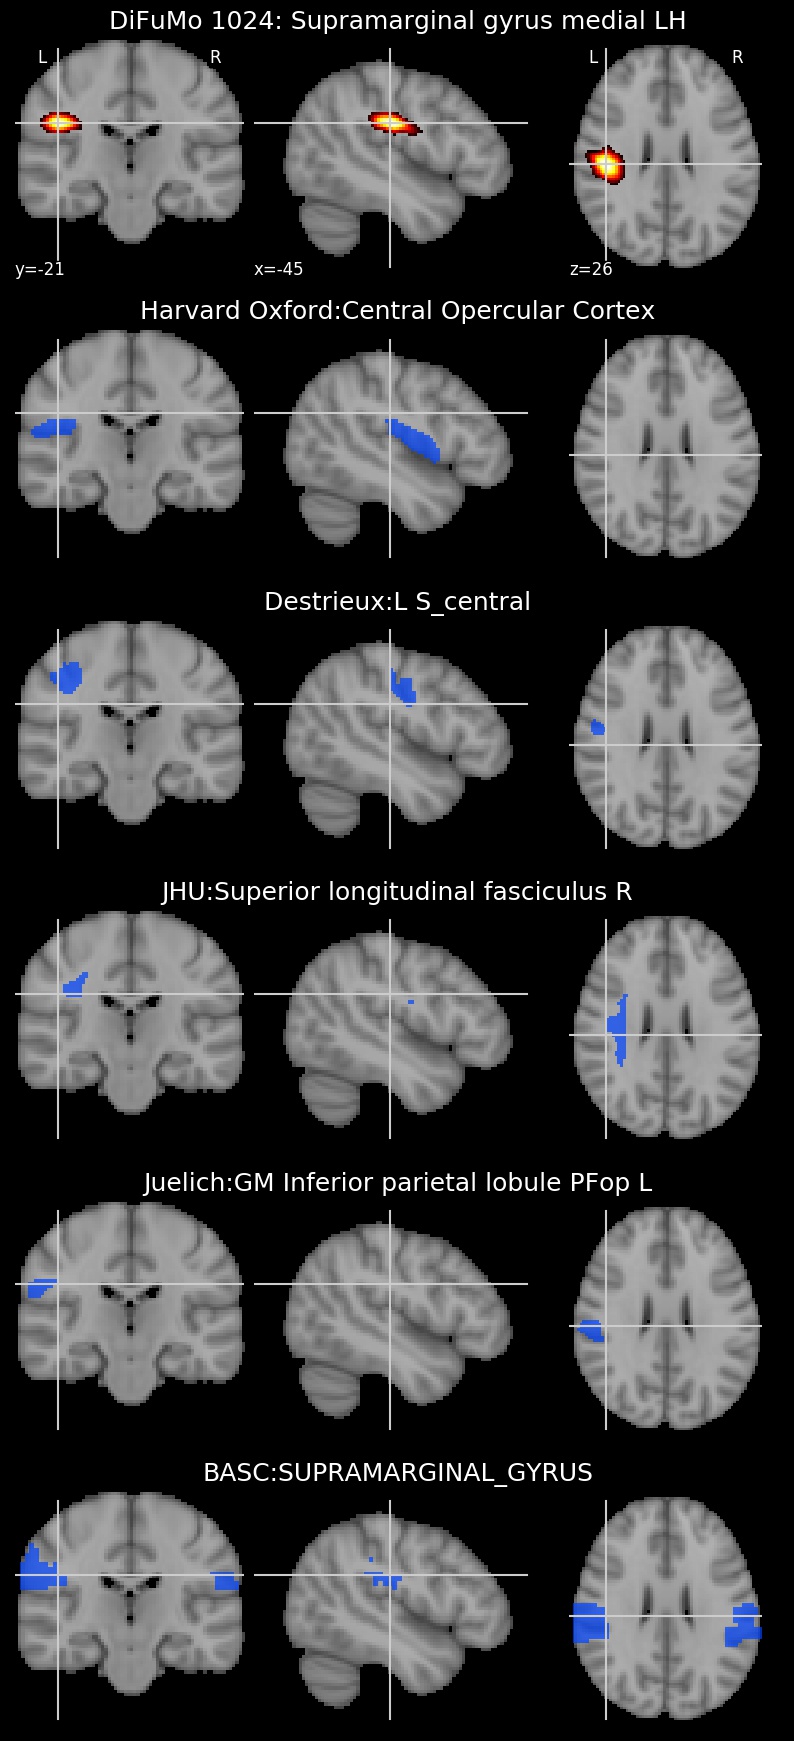 DiFuMo 1024: Supramarginal gyrus medial LH
L R L R
y=-21 x=-45 z=26
Harvard Oxford:Central Opercular Cortex
Destrieux:L S_central
JHU:Superior longitudinal fasciculus R
Juelich:GM Inferior parietal lobule PFop L
BASC:SUPRAMARGINAL_GYRUS